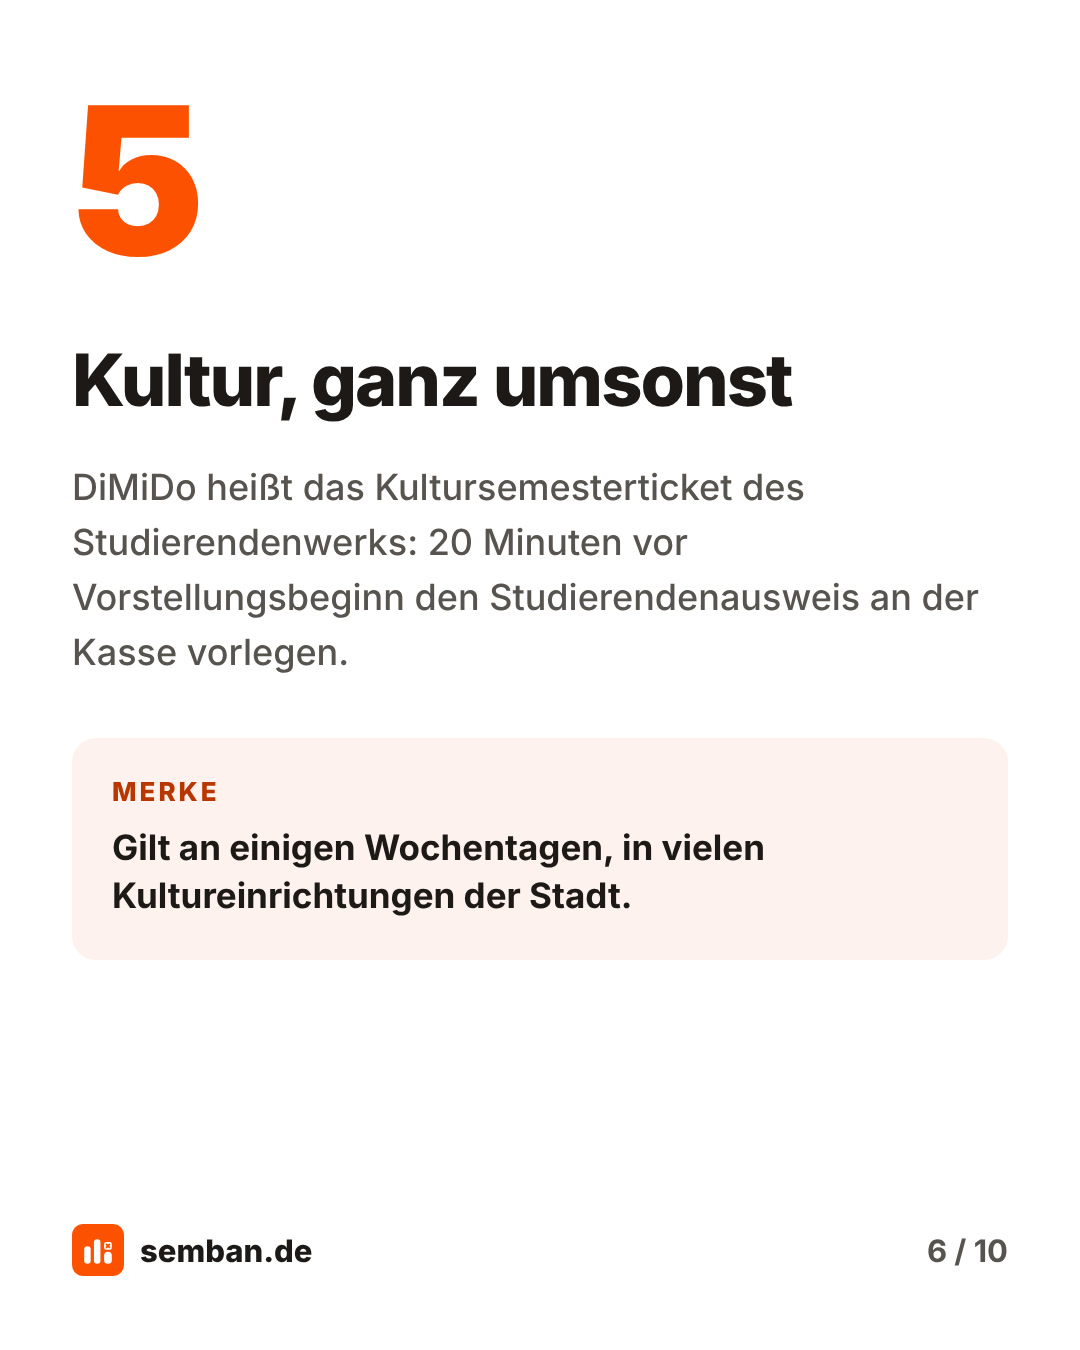 5
Kultur, ganz umsonst
DiMiDo heißt das Kultursemesterticket des
Studierendenwerks: 20 Minuten vor
Vorstellungsbeginn den Studierendenausweis an der
Kasse vorlegen.
MERKE
Gilt an einigen Wochentagen, in vielen
Kultureinrichtungen der Stadt.
semban.de
6 / 10